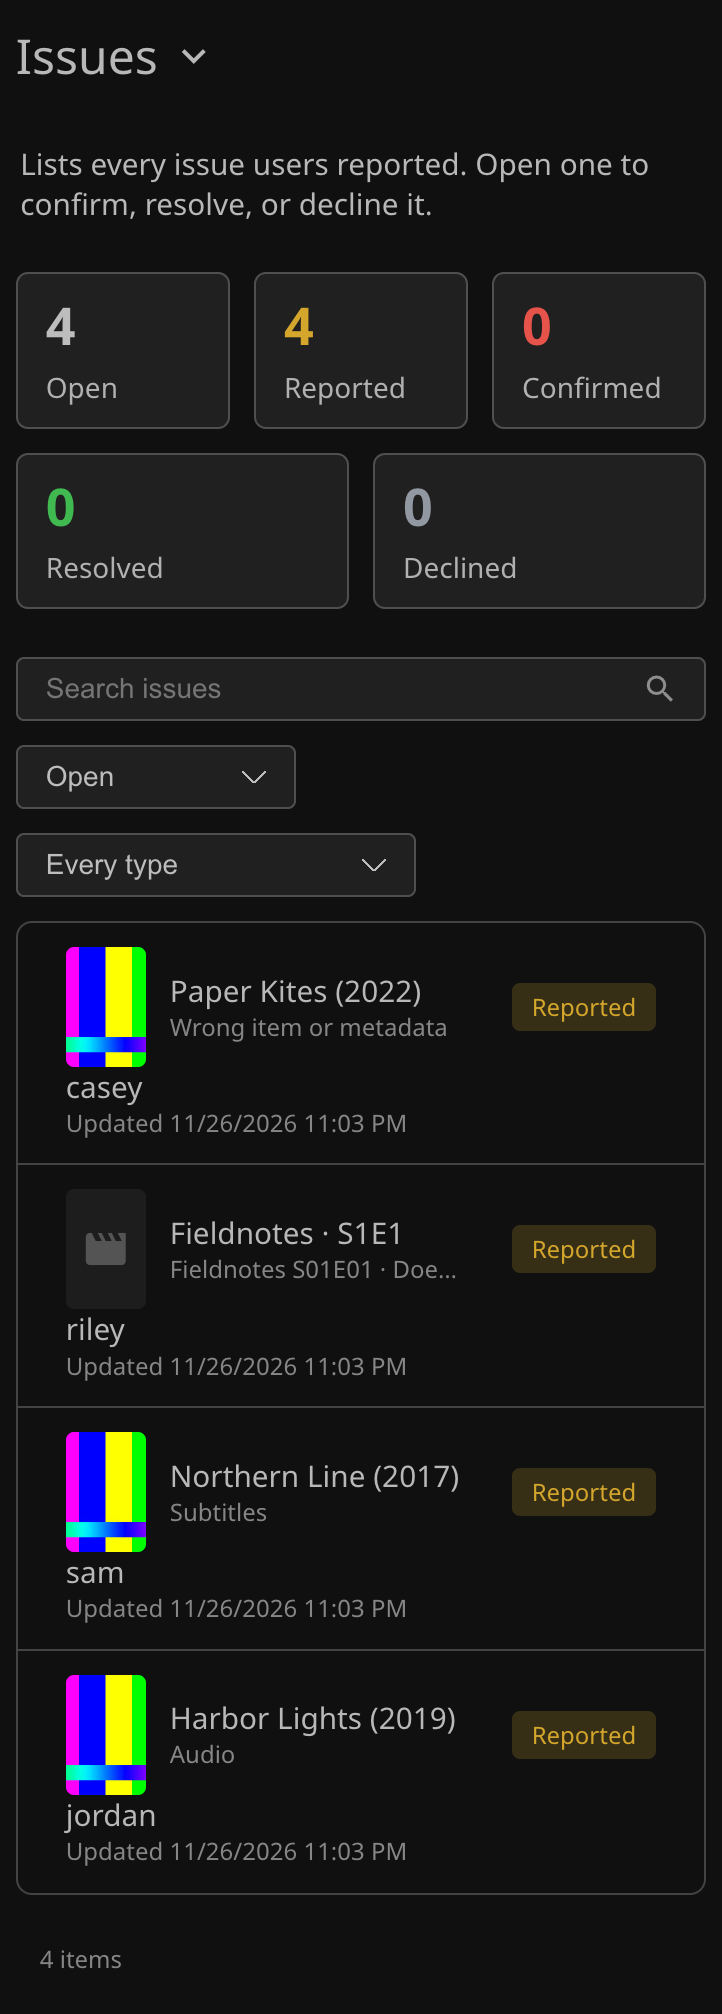 Issues
Lists every issue users reported. Open one to
confirm, resolve, or decline it.
4
Open
4
Reported
0
Confirmed
0
Resolved
0
Declined
Search issues
Open
Every type
Paper Kites (2022)
Wrong item or metadata
Reported
casey
Updated 11/26/2026 11:03 PM
Fieldnotes · S1E1
Fieldnotes S01E01 · Doe...
Reported
riley
Updated 11/26/2026 11:03 PM
Northern Line (2017)
Subtitles
Reported
sam
Updated 11/26/2026 11:03 PM
Harbor Lights (2019)
Audio
Reported
jordan
Updated 11/26/2026 11:03 PM
4 items